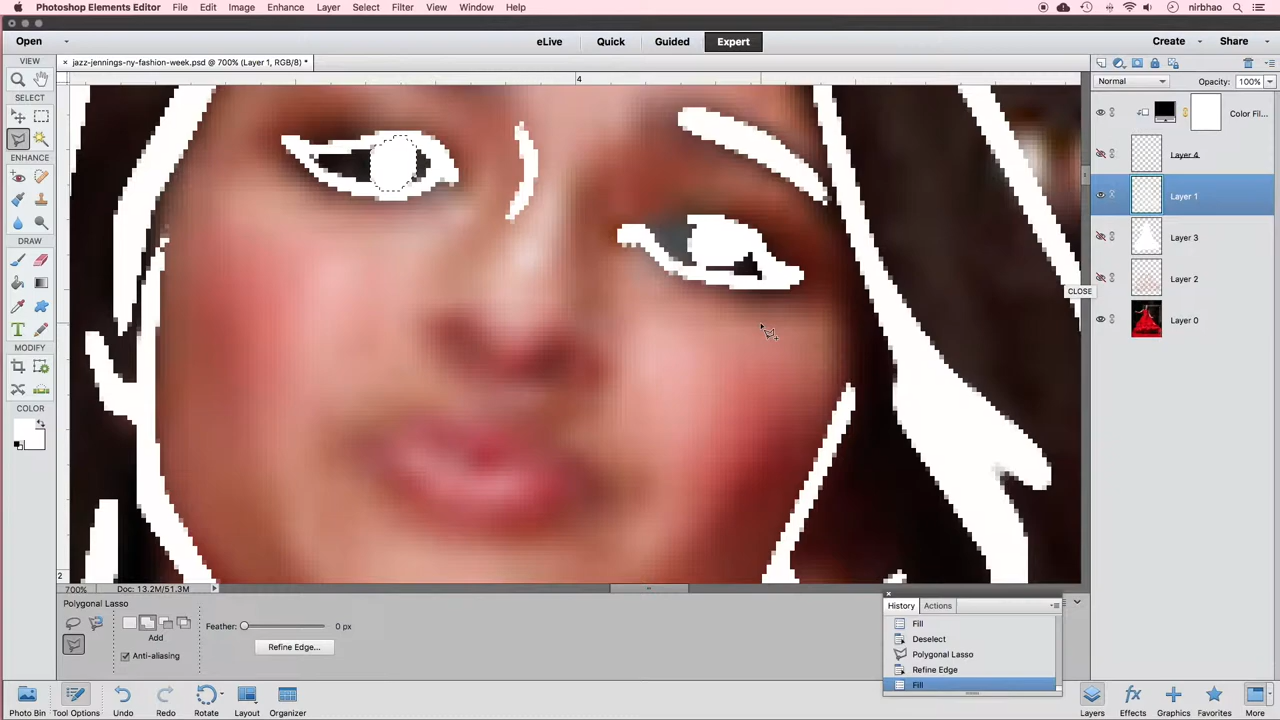 Photoshop Elements Editor File Edit Image Enhance Layer Select Filter View Window Help nirbhao
Open eLive Quick Guided Expert Create Share
VIEW × jazz-jennings-ny-fashion-week.psd @ 700% (Layer 1, RGB/8) *
4
Normal Opacity: 100%
SELECT
Color Fil...
ENHANCE
Layer 4
Layer 1
DRAW
Layer 3
Layer 2
CLOSE
Layer 0
T
MODIFY
COLOR
2
700% Doc: 13.2M/51.3M
Polygonal Lasso
Add
Anti-aliasing
Feather: 0 px
Refine Edge...
History Actions
Fill
Deselect
Polygonal Lasso
Refine Edge
Fill
Photo Bin Tool Options Undo Redo Rotate Layout Organizer Layers Effects Graphics Favorites More